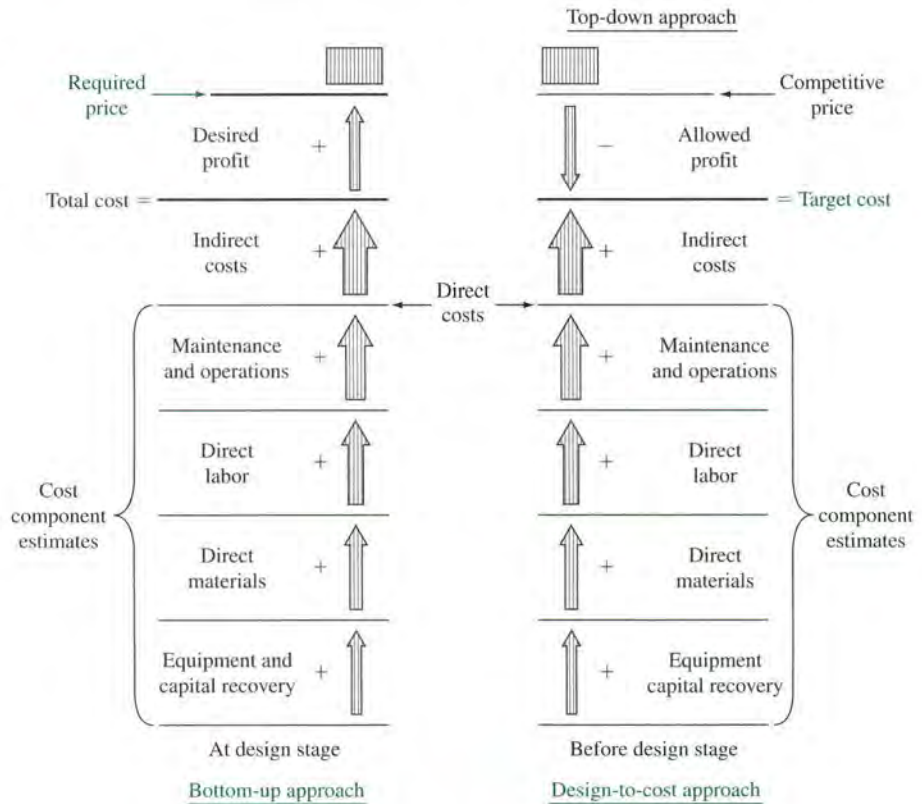 Top-down approach
Required
price
Competitive
price
Desired
profit
+
−
Allowed
profit
Total cost =
= Target cost
Indirect
costs
+
+
Indirect
costs
Direct
costs
Maintenance
and operations
+
+
Maintenance
and operations
Direct
labor
+
+
Direct
labor
Cost
component
estimates
Cost
component
estimates
Direct
materials
+
+
Direct
materials
Equipment and
capital recovery
+
+
Equipment
capital recovery
At design stage
Before design stage
Bottom-up approach
Design-to-cost approach